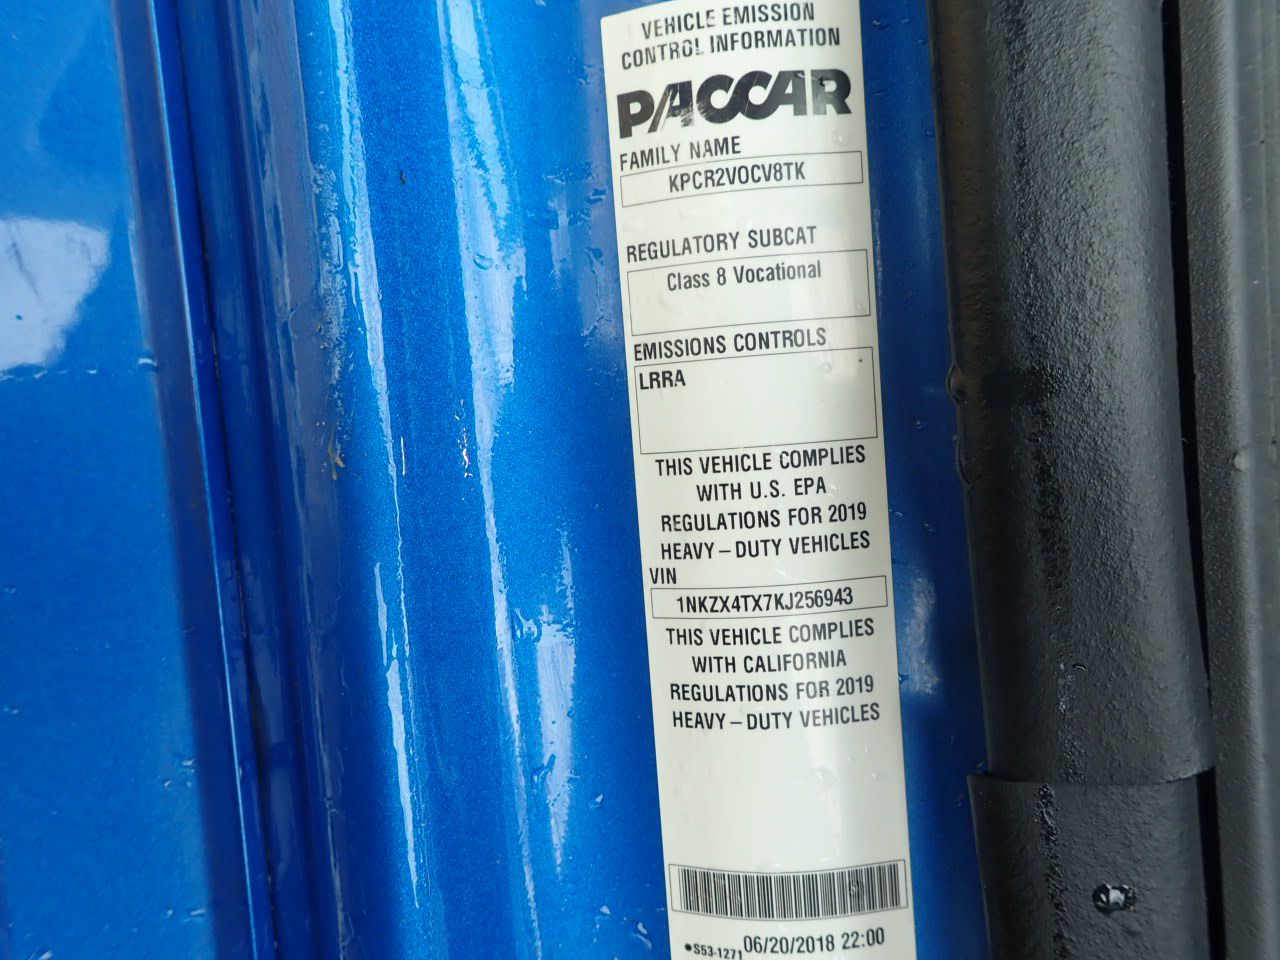 VEHICLE EMISSION
CONTROL INFORMATION
PACCAR
FAMILY NAME
KPCR2VOCV8TK
REGULATORY SUBCAT
Class 8 Vocational
EMISSIONS CONTROLS
LRRA
THIS VEHICLE COMPLIES
WITH U.S. EPA
REGULATIONS FOR 2019
HEAVY-DUTY VEHICLES
VIN
1NKZX4TX7KJ256943
THIS VEHICLE COMPLIES
WITH CALIFORNIA
REGULATIONS FOR 2019
HEAVY-DUTY VEHICLES
•S53-1271 06/20/2018 22:00